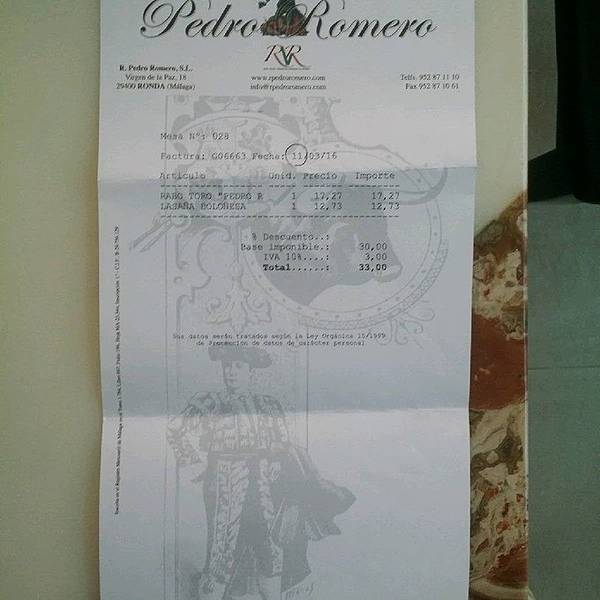 Pedro Romero
RPR
R. Pedro Romero, S.L.
Virgen de la Paz, 18
29400 RONDA (Málaga)
www.rpedroromero.com
info@rpedroromero.com
Telfs. 952 87 11 10
Fax 952 87 10 61
Mesa Nº: 028
Factura: G06663 Fecha: 11/03/16
Articulo Unid. Precio Importe
RABO TORO "PEDRO R 1 17,27 17,27
LASAÑA BOLOÑESA 1 12,73 12,73
% Descuento..:
Base imponible.: 30,00
IVA 10%....: 3,00
Total......: 33,00
Sus datos serán tratados según la Ley Orgánica 15/1999
de Protección de datos de carácter personal